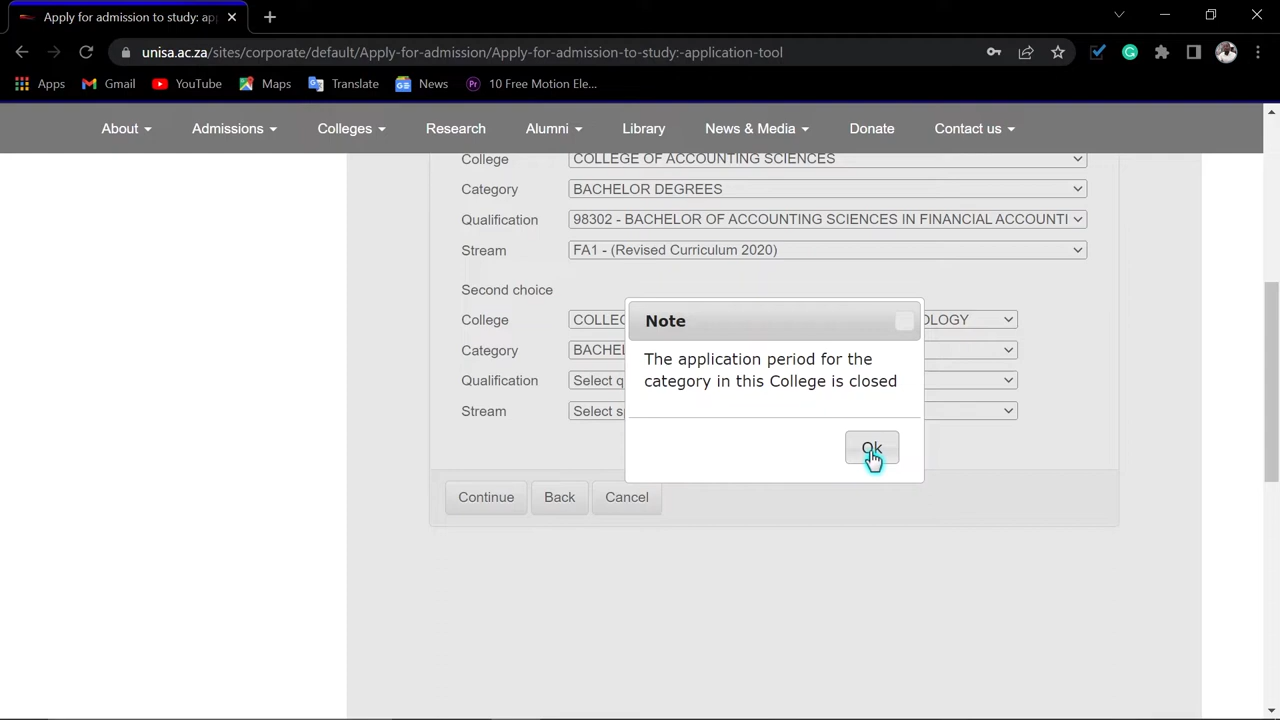 Apply for admission to study: ap
unisa.ac.za/sites/corporate/default/Apply-for-admission/Apply-for-admission-to-study:-application-tool
Apps Gmail YouTube Maps Translate News 10 Free Motion Ele...
About Admissions Colleges Research Alumni Library News & Media Donate Contact us
College COLLEGE OF ACCOUNTING SCIENCES
Category BACHELOR DEGREES
Qualification 98302 - BACHELOR OF ACCOUNTING SCIENCES IN FINANCIAL ACCOUNTI
Stream FA1 - (Revised Curriculum 2020)
Second choice
College COLLEG OLOGY
Category BACHEL
Qualification Select q
Stream Select s
Note
The application period for the
category in this College is closed
Ok
Continue Back Cancel